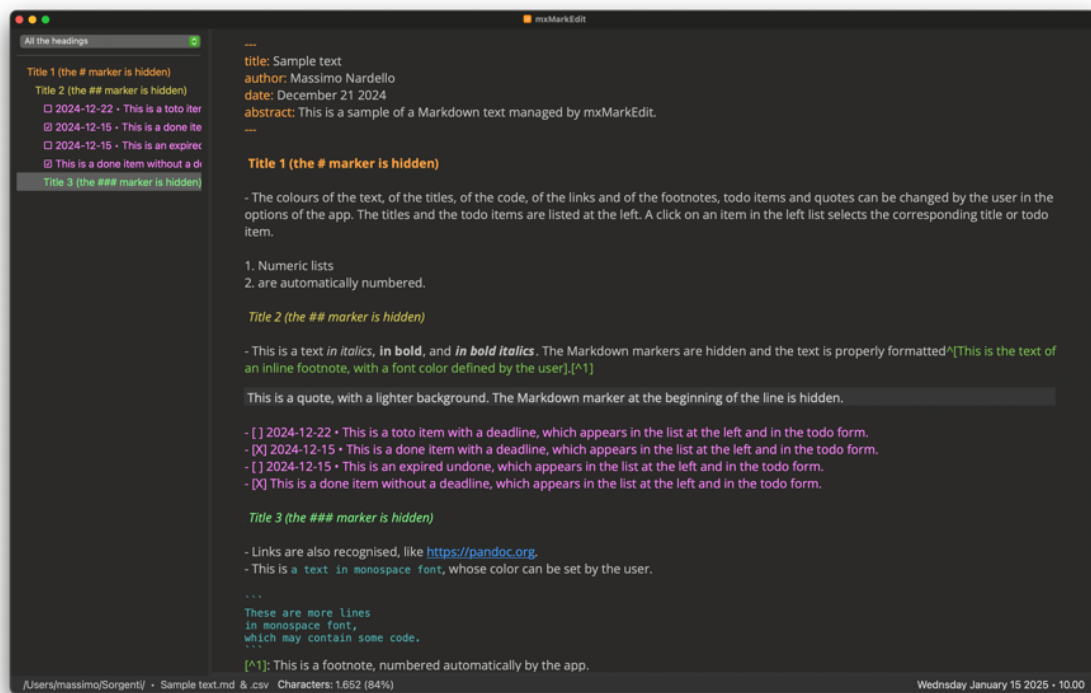 mxMarkEdit
All the headings
Title 1 (the # marker is hidden)
Title 2 (the ## marker is hidden)
☐ 2024-12-22 • This is a toto iter
☑ 2024-12-15 • This is a done ite
☐ 2024-12-15 • This is an expired
☑ This is a done item without a de
Title 3 (the ### marker is hidden)
---
title: Sample text
author: Massimo Nardello
date: December 21 2024
abstract: This is a sample of a Markdown text managed by mxMarkEdit.
---
Title 1 (the # marker is hidden)
- The colours of the text, of the titles, of the code, of the links and of the footnotes, todo items and quotes can be changed by the user in the
options of the app. The titles and the todo items are listed at the left. A click on an item in the left list selects the corresponding title or todo
item.
1. Numeric lists
2. are automatically numbered.
Title 2 (the ## marker is hidden)
- This is a text in italics, in bold, and in bold italics. The Markdown markers are hidden and the text is properly formatted^[This is the text of
an inline footnote, with a font color defined by the user].[^1]
This is a quote, with a lighter background. The Markdown marker at the beginning of the line is hidden.
- [ ] 2024-12-22 • This is a toto item with a deadline, which appears in the list at the left and in the todo form.
- [X] 2024-12-15 • This is a done item with a deadline, which appears in the list at the left and in the todo form.
- [ ] 2024-12-15 • This is an expired undone, which appears in the list at the left and in the todo form.
- [X] This is a done item without a deadline, which appears in the list at the left and in the todo form.
Title 3 (the ### marker is hidden)
- Links are also recognised, like https://pandoc.org.
- This is a text in monospace font, whose color can be set by the user.
```
These are more lines
in monospace font,
which may contain some code.
```
[^1]: This is a footnote, numbered automatically by the app.
/Users/massimo/Sorgenti/ • Sample text.md & .csv Characters: 1.652 (84%)
Wednsday January 15 2025 • 10.00